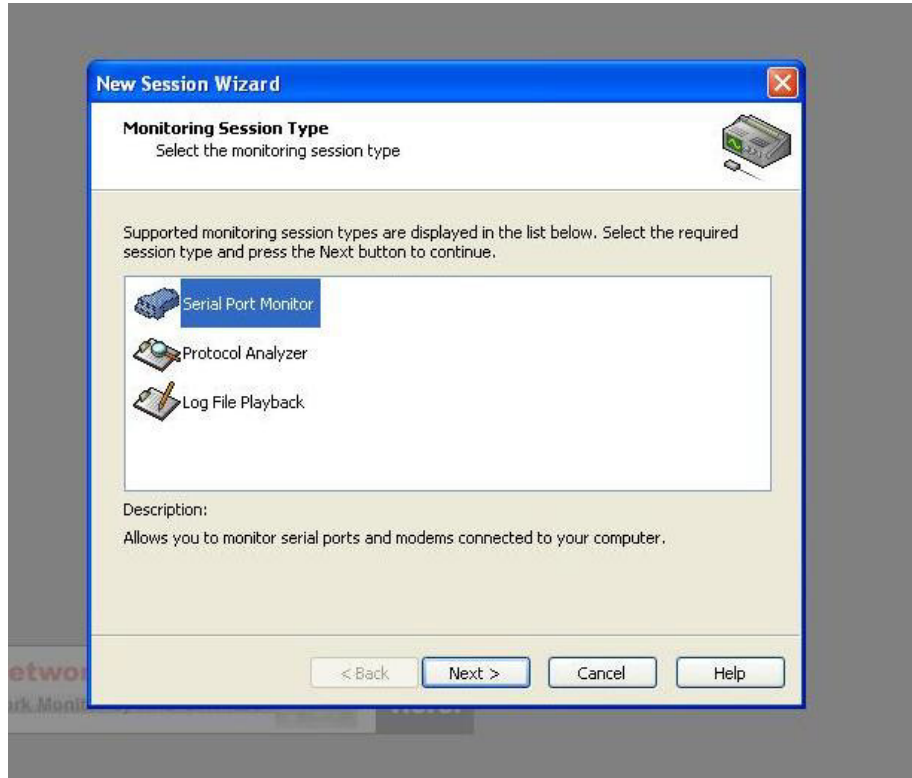 New Session Wizard
Monitoring Session Type
Select the monitoring session type
Supported monitoring session types are displayed in the list below. Select the required
session type and press the Next button to continue.
Serial Port Monitor
Protocol Analyzer
Log File Playback
Description:
Allows you to monitor serial ports and modems connected to your computer.
etwor
< Back
Next >
Cancel
Help
ark Monit